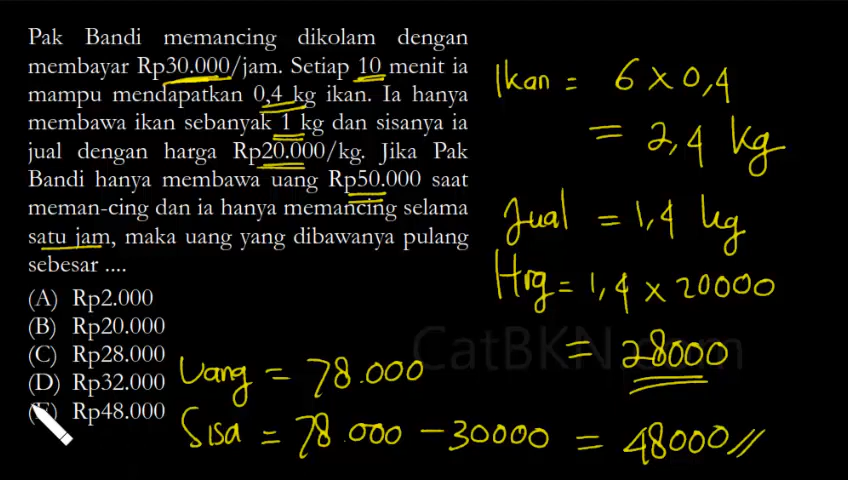 Pak Bandi memancing dikolam dengan
membayar Rp30.000/jam. Setiap 10 menit ia
mampu mendapatkan 0,4 kg ikan. Ia hanya
membawa ikan sebanyak 1 kg dan sisanya ia
jual dengan harga Rp20.000/kg. Jika Pak
Bandi hanya membawa uang Rp50.000 saat
meman-cing dan ia hanya memancing selama
satu jam, maka uang yang dibawanya pulang
sebesar ....
(A) Rp2.000
(B) Rp20.000
(C) Rp28.000
(D) Rp32.000
(E) Rp48.000
Ikan = 6 x 0,4
= 2,4 kg
Jual = 1,4 kg
Hrg = 1,4 x 20000
= 28000
CatBKN.com
Uang = 78.000
Sisa = 78.000 - 30000 = 48000 //